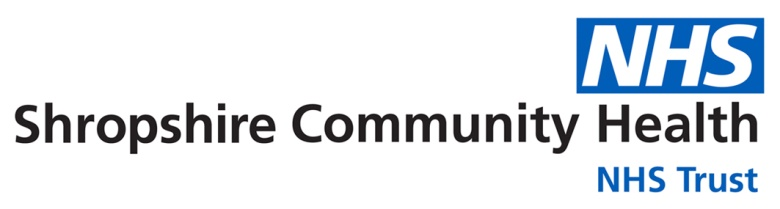 NHS
Shropshire Community Health
NHS Trust